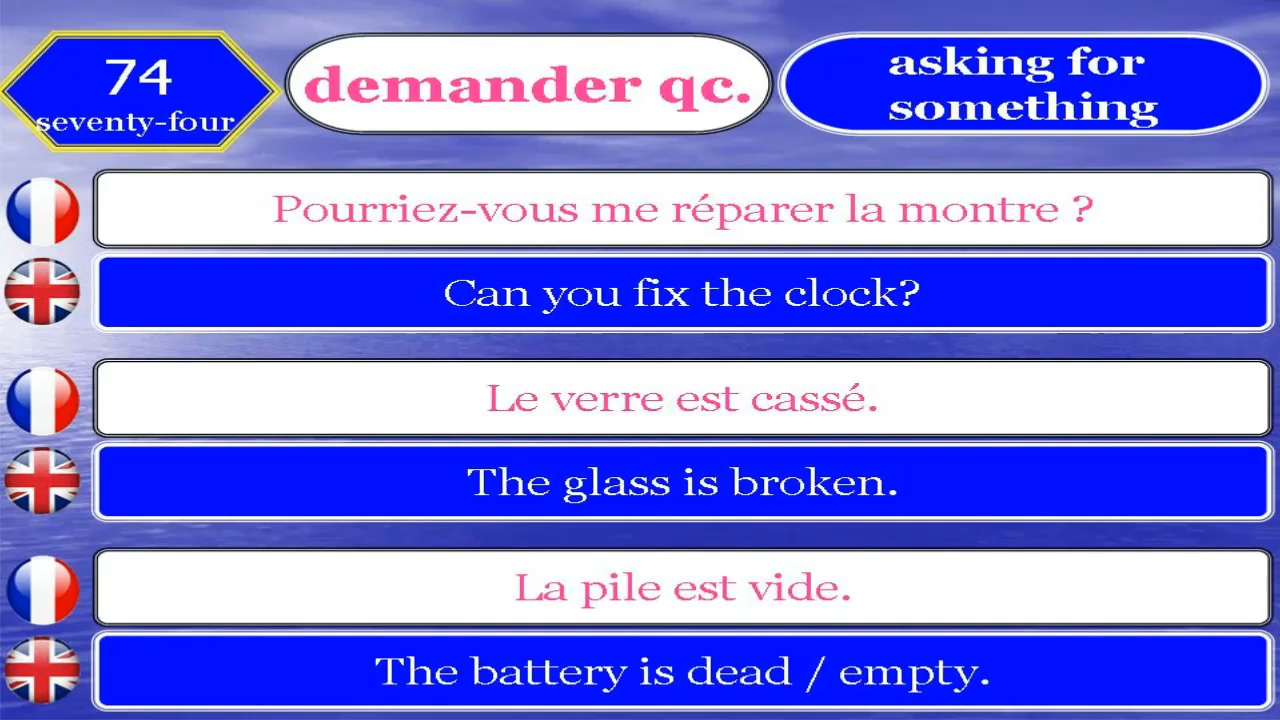 74
seventy-four
demander qc.
asking for
something
Pourriez-vous me réparer la montre ?
Can you fix the clock?
Le verre est cassé.
The glass is broken.
La pile est vide.
The battery is dead / empty.